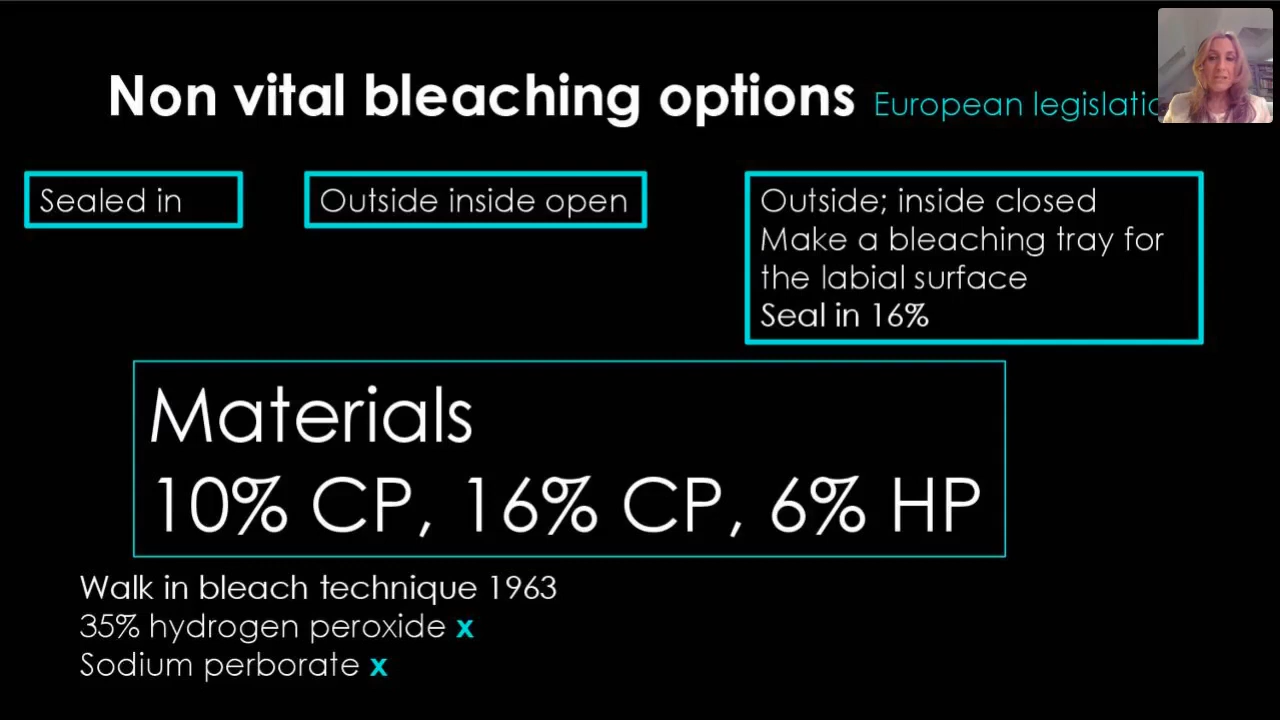 Non vital bleaching options European
Sealed in
Outside inside open
Outside; inside closed
Make a bleaching tray for
the labial surface
Seal in 16%
Materials
10% CP, 16% CP, 6% HP
Walk in bleach technique 1963
35% hydrogen peroxide x
Sodium perborate x